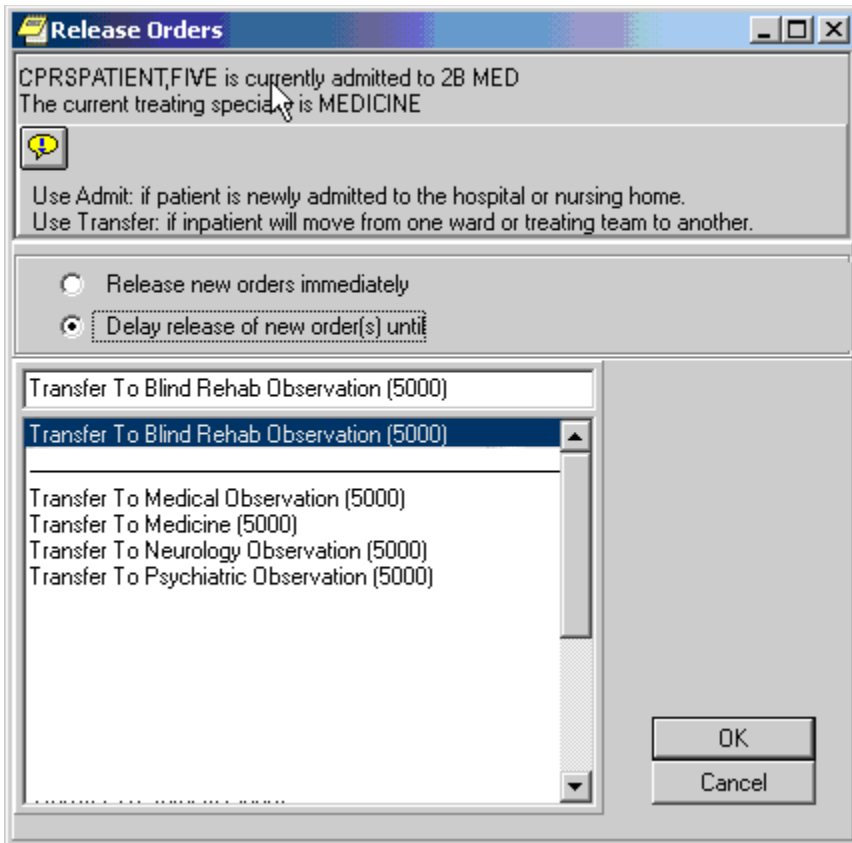 Release Orders
CPRSPATIENT,FIVE is currently admitted to 2B MED
The current treating specialty is MEDICINE
Use Admit: if patient is newly admitted to the hospital or nursing home.
Use Transfer: if inpatient will move from one ward or treating team to another.
Release new orders immediately
Delay release of new order(s) until
Transfer To Blind Rehab Observation (5000)
Transfer To Blind Rehab Observation (5000)
Transfer To Medical Observation (5000)
Transfer To Medicine (5000)
Transfer To Neurology Observation (5000)
Transfer To Psychiatric Observation (5000)
OK
Cancel